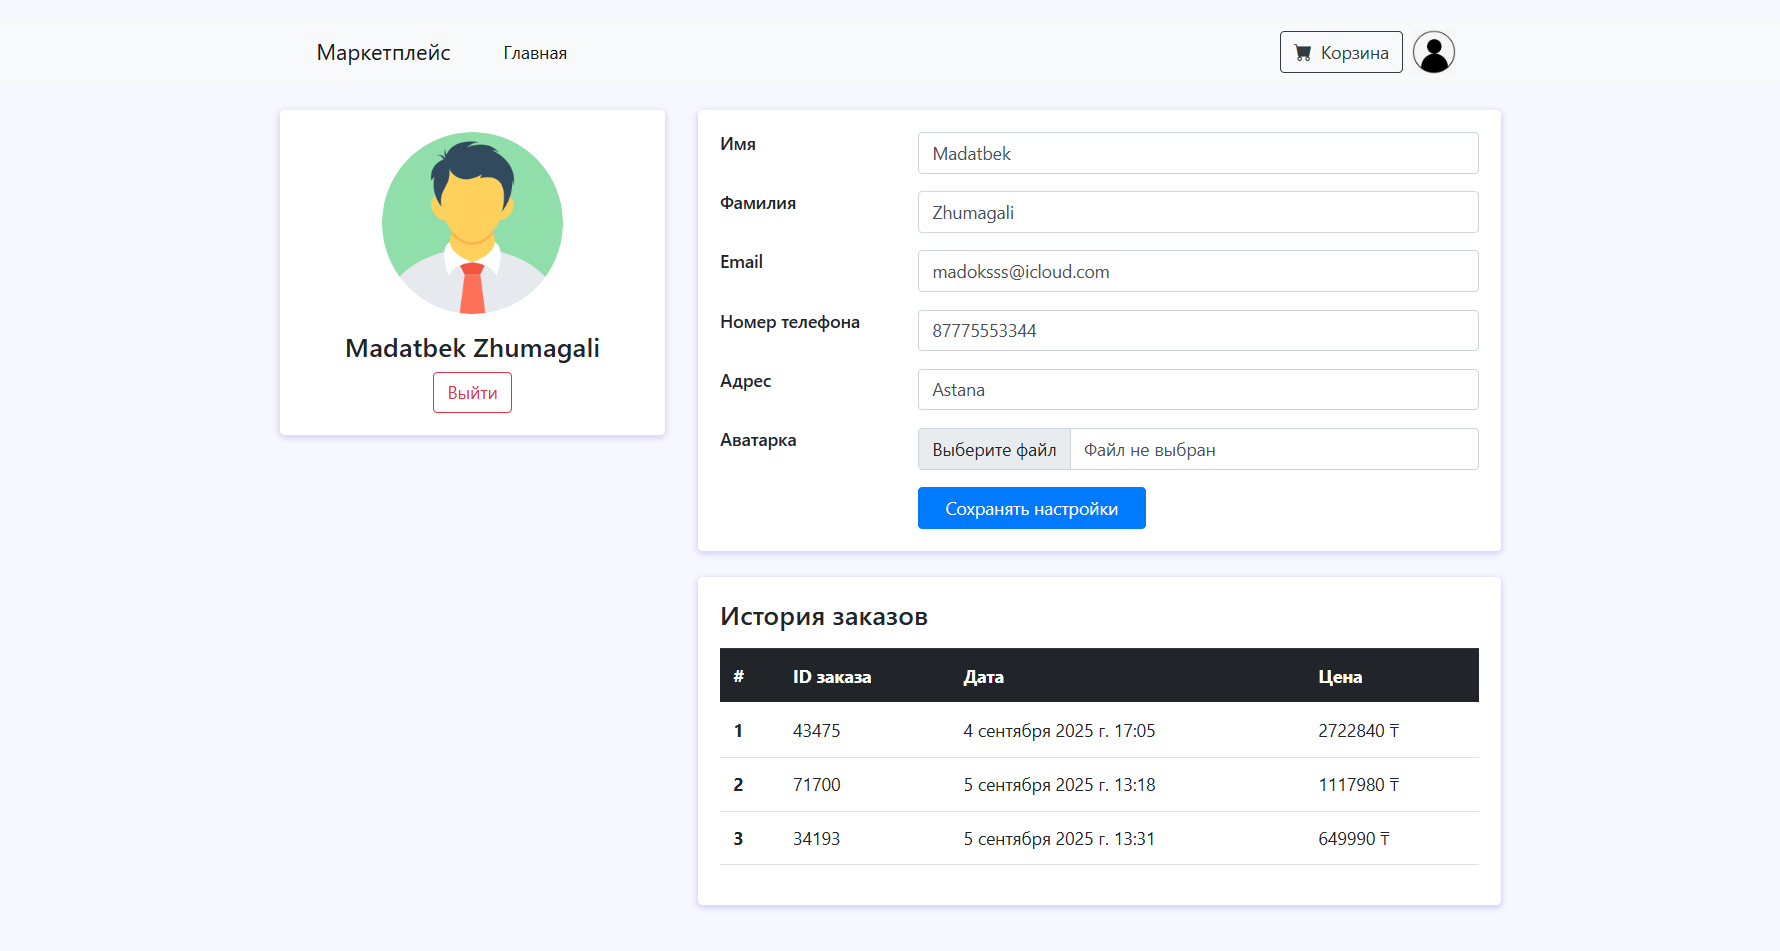 Маркетплейс Главная Корзина
Madatbek Zhumagali
Выйти
Имя Madatbek
Фамилия Zhumagali
Email madoksss@icloud.com
Номер телефона 87775553344
Адрес Astana
Аватарка Выберите файл Файл не выбран
Сохранять настройки
История заказов
# ID заказа Дата Цена
1 43475 4 сентября 2025 г. 17:05 2722840 ₸
2 71700 5 сентября 2025 г. 13:18 1117980 ₸
3 34193 5 сентября 2025 г. 13:31 649990 ₸